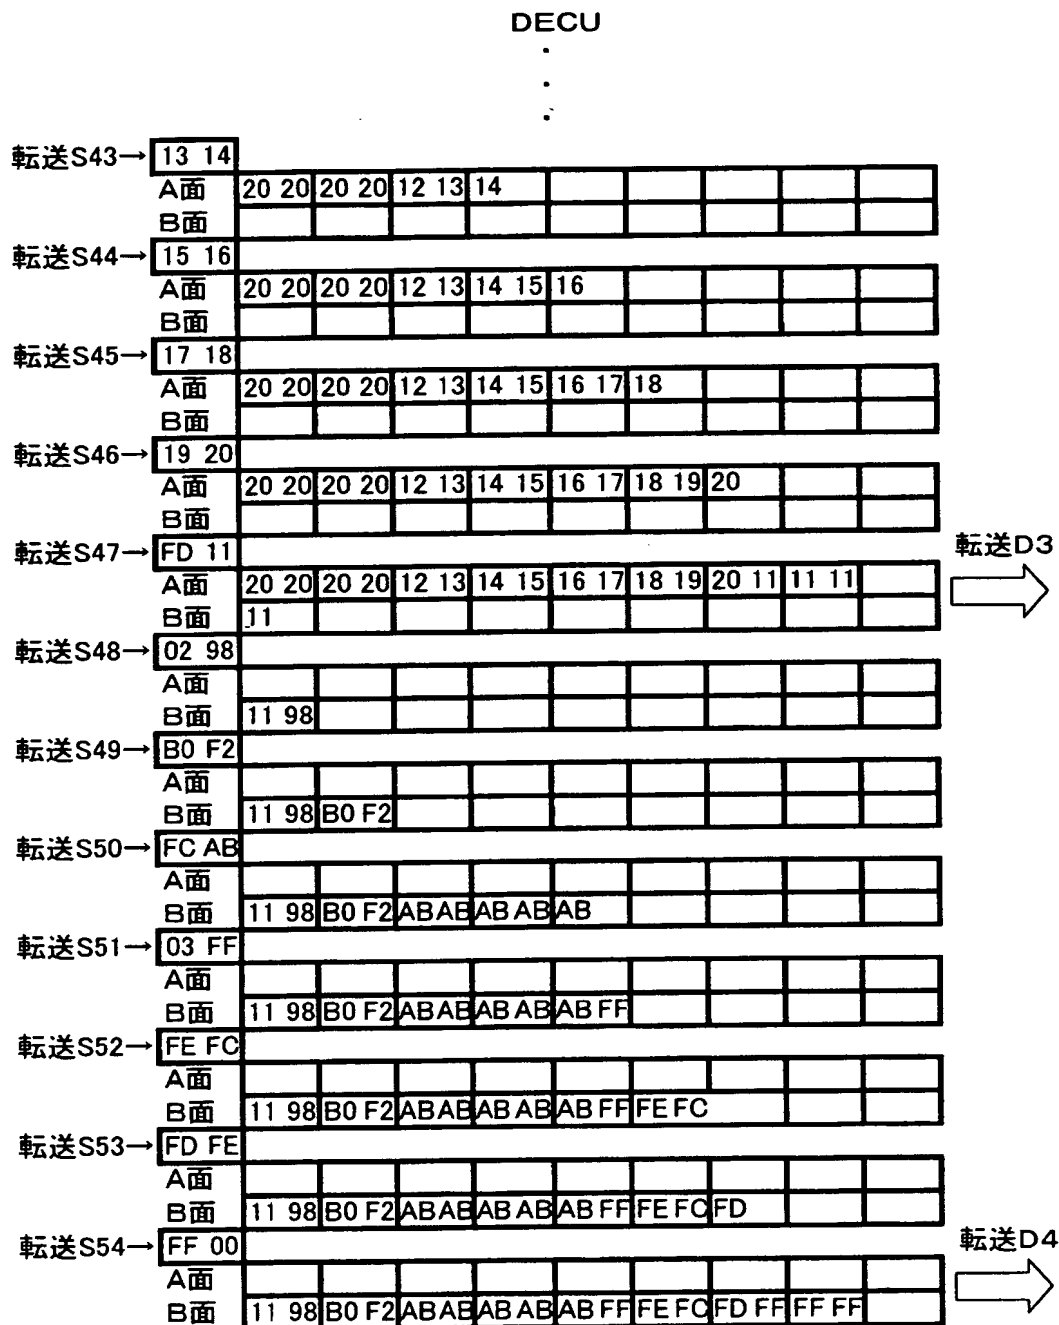 DECU
転送S43→ 13 14
A面 20 20 20 20 12 13 14
B面
転送S44→ 15 16
A面 20 20 20 20 12 13 14 15 16
B面
転送S45→ 17 18
A面 20 20 20 20 12 13 14 15 16 17 18
B面
転送S46→ 19 20
A面 20 20 20 20 12 13 14 15 16 17 18 19 20
B面
転送S47→ FD 11 転送D3
A面 20 20 20 20 12 13 14 15 16 17 18 19 20 11 11 11
B面 11
転送S48→ 02 98
A面
B面 11 98
転送S49→ B0 F2
A面
B面 11 98 B0 F2
転送S50→ FC AB
A面
B面 11 98 B0 F2 AB AB AB AB AB
転送S51→ 03 FF
A面
B面 11 98 B0 F2 AB AB AB AB AB FF
転送S52→ FE FC
A面
B面 11 98 B0 F2 AB AB AB AB AB FF FE FC
転送S53→ FD FE
A面
B面 11 98 B0 F2 AB AB AB AB AB FF FE FC FD
転送S54→ FF 00 転送D4
A面
B面 11 98 B0 F2 AB AB AB AB AB FF FE FC FD FF FF FF